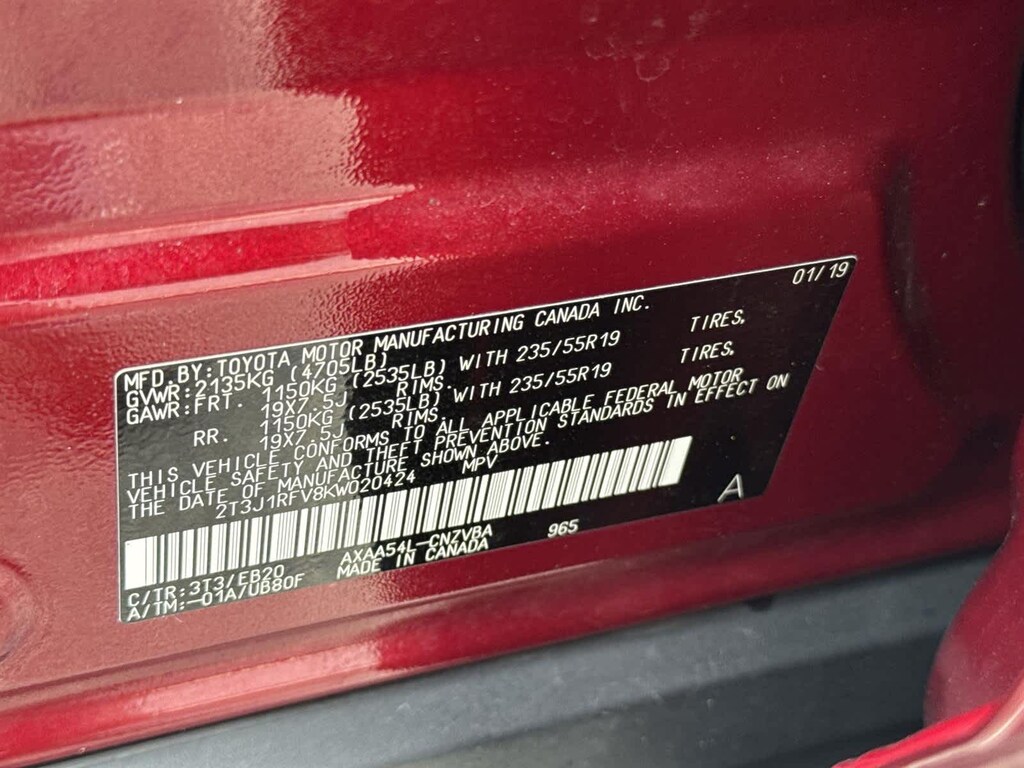 01/19
MFD.BY:TOYOTA MOTOR MANUFACTURING CANADA INC.
GVWR:2135KG (4705LB)
GAWR:FRT. 1150KG (2535LB) WITH 235/55R19 TIRES,
19X7.5J RIMS.
RR. 1150KG (2535LB) WITH 235/55R19 TIRES,
19X7.5J RIMS.
THIS VEHICLE CONFORMS TO ALL APPLICABLE FEDERAL MOTOR
VEHICLE SAFETY AND THEFT PREVENTION STANDARDS IN EFFECT ON
THE DATE OF MANUFACTURE SHOWN ABOVE.
2T3J1RFV8KW020424 MPV
A
C/TR:3T3/EB20 AXAA54L-CNZVBA 965
A/TM:-01A/UB80F MADE IN CANADA